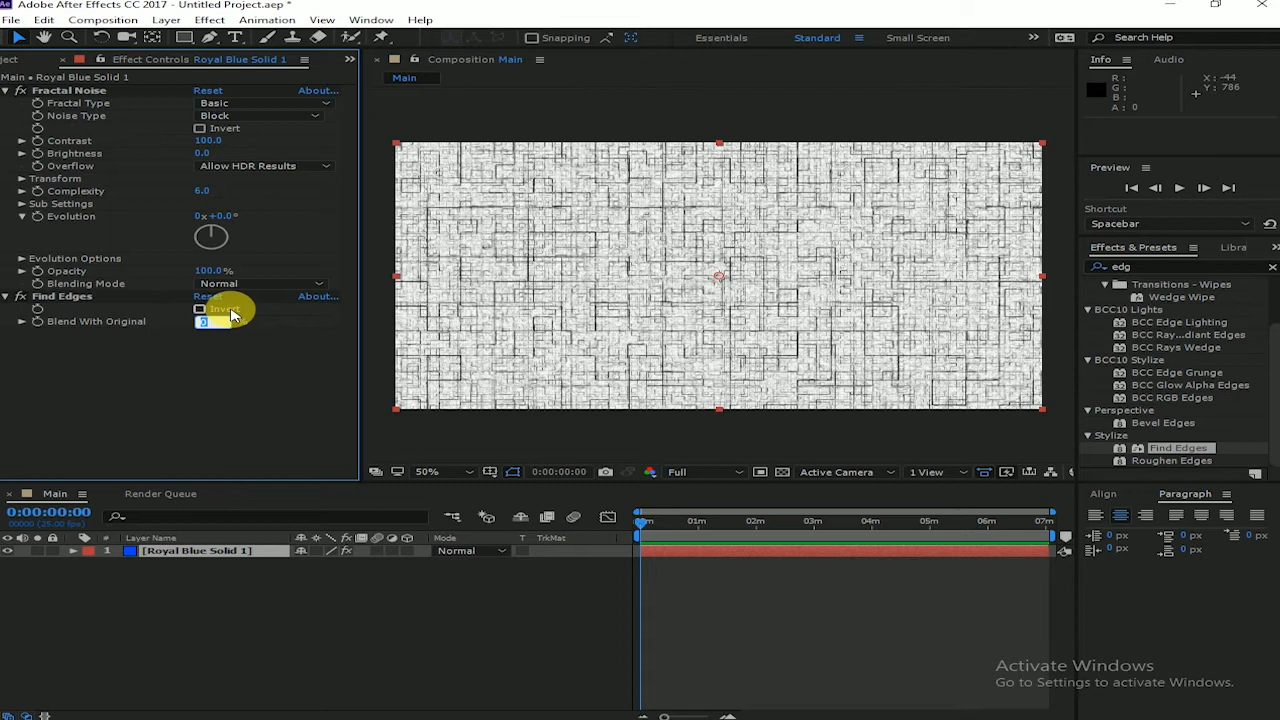 Adobe After Effects CC 2017 - Untitled Project.aep *
File Edit Composition Layer Effect Animation View Window Help
Snapping Essentials Standard Small Screen Search Help
ject Effect Controls Royal Blue Solid 1
Composition Main
Info Audio
Main • Royal Blue Solid 1
Main
R : X : -44
G : Y : 786
B :
A : 0
Fractal Noise Reset About...
Fractal Type Basic
Noise Type Block
Invert
Contrast 100.0
Brightness 0.0
Overflow Allow HDR Results
Transform
Complexity 6.0
Sub Settings
Evolution 0x+0.0°
Evolution Options
Opacity 100.0%
Blending Mode Normal
Find Edges Reset About...
Invert
Blend With Original 0
Preview
Shortcut
Spacebar
Effects & Presets Libra
edg
Transitions - Wipes
Wedge Wipe
BCC10 Lights
BCC Edge Lighting
BCC Ray...diant Edges
BCC Rays Wedge
BCC10 Stylize
BCC Edge Grunge
BCC Glow Alpha Edges
BCC RGB Edges
Perspective
Bevel Edges
Stylize
Find Edges
Roughen Edges
50% 0:00:00:00 Full Active Camera 1 View
Main Render Queue
Align Paragraph
0:00:00:00
00000 (25.00 fps)
# Layer Name Mode T TrkMat
1 [Royal Blue Solid 1] Normal
01m 02m 03m 04m 05m 06m 07m
0 px 0 px 0 px
0 px 0 px
Activate Windows
Go to Settings to activate Windows.